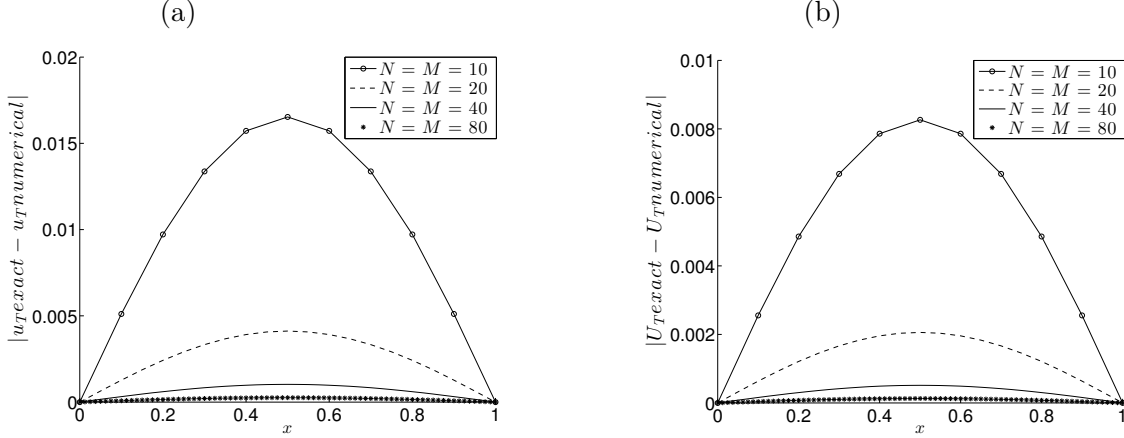 (a)
0.02
0.015
0.01
0.005
0
0
0.2
0.4
0.6
0.8
1
x
|u_T exact − u_T numerical|
N = M = 10
N = M = 20
N = M = 40
N = M = 80
(b)
0.01
0.008
0.006
0.004
0.002
0
0
0.2
0.4
0.6
0.8
1
x
|U_T exact − U_T numerical|
N = M = 10
N = M = 20
N = M = 40
N = M = 80